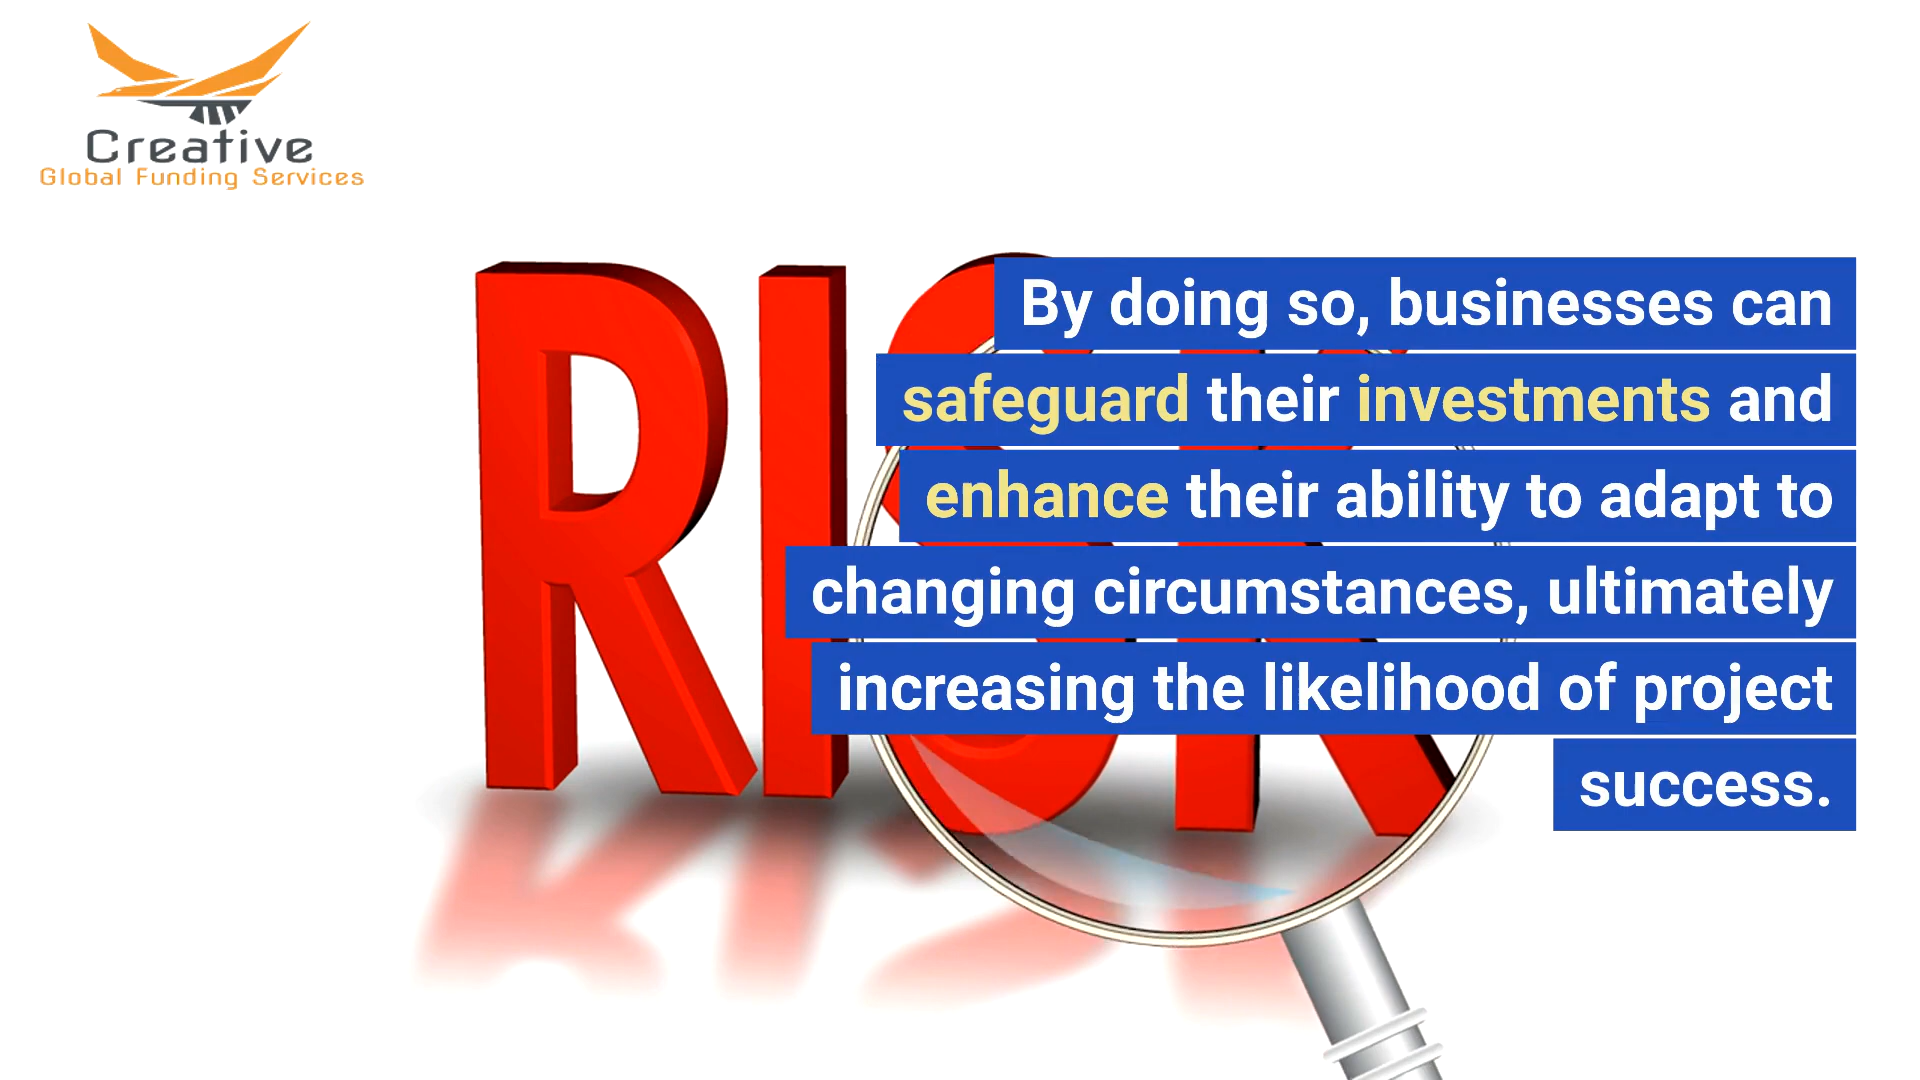 Creative
Global Funding Services
RISK
By doing so, businesses can
safeguard their investments and
enhance their ability to adapt to
changing circumstances, ultimately
increasing the likelihood of project
success.